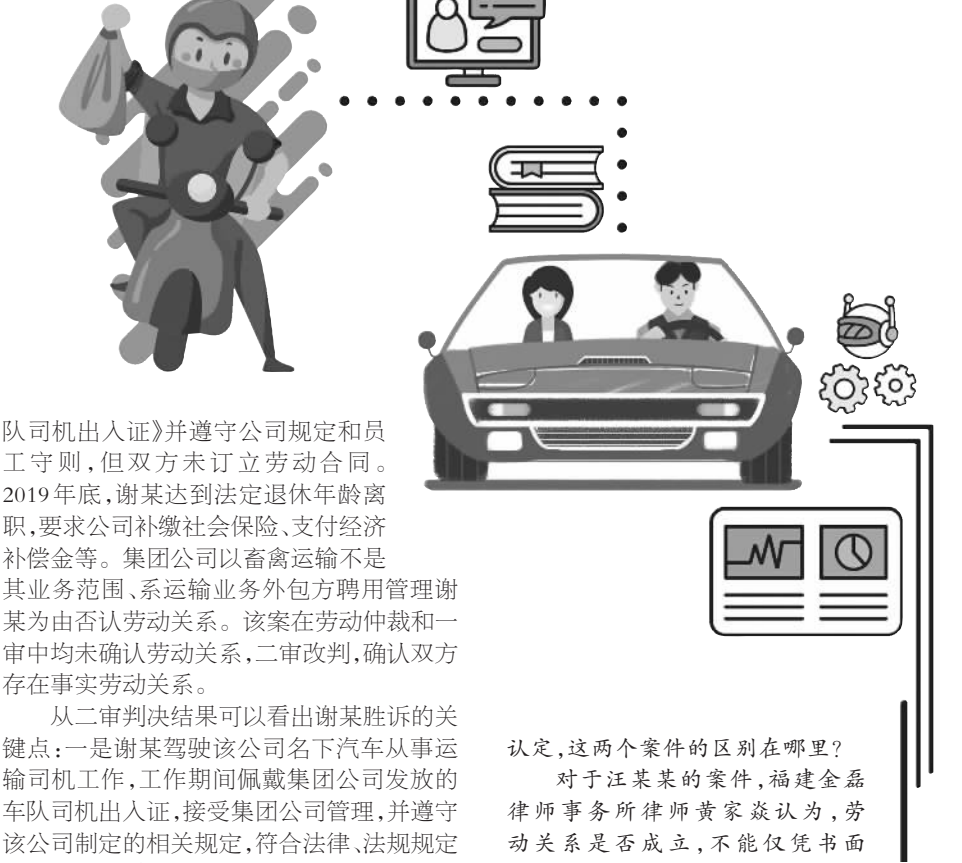 队司机出入证》并遵守公司规定和员
工守则,但双方未订立劳动合同。
2019年底,谢某达到法定退休年龄离
职,要求公司补缴社会保险、支付经济
补偿金等。集团公司以畜禽运输不是
其业务范围、系运输业务外包方聘用管理谢
某为由否认劳动关系。该案在劳动仲裁和一
审中均未确认劳动关系,二审改判,确认双方
存在事实劳动关系。
从二审判决结果可以看出谢某胜诉的关
键点:一是谢某驾驶该公司名下汽车从事运
输司机工作,工作期间佩戴集团公司发放的
车队司机出入证,接受集团公司管理,并遵守
该公司制定的相关规定,符合法律、法规规定
认定,这两个案件的区别在哪里?
对于汪某某的案件,福建金磊
律师事务所律师黄家焱认为,劳
动关系是否成立,不能仅凭书面